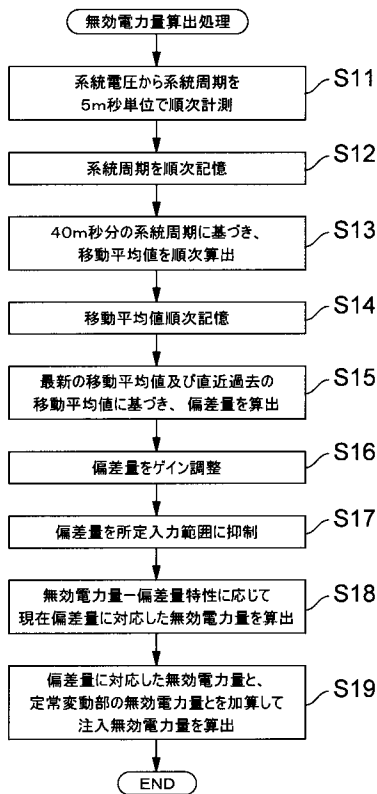 無効電力量算出処理
系統電圧から系統周期を
5m秒単位で順次計測
S11
系統周期を順次記憶
S12
40m秒分の系統周期に基づき、
移動平均値を順次算出
S13
移動平均値順次記憶
S14
最新の移動平均値及び直近過去の
移動平均値に基づき、偏差量を算出
S15
偏差量をゲイン調整
S16
偏差量を所定入力範囲に抑制
S17
無効電力量－偏差量特性に応じて
現在偏差量に対応した無効電力量を算出
S18
偏差量に対応した無効電力量と、
定常変動部の無効電力量とを加算して
注入無効電力量を算出
S19
END